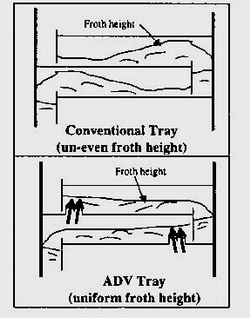 Froth height
Conventional Tray
(un-even froth height)
Froth height
ADV Tray
(uniform froth height)